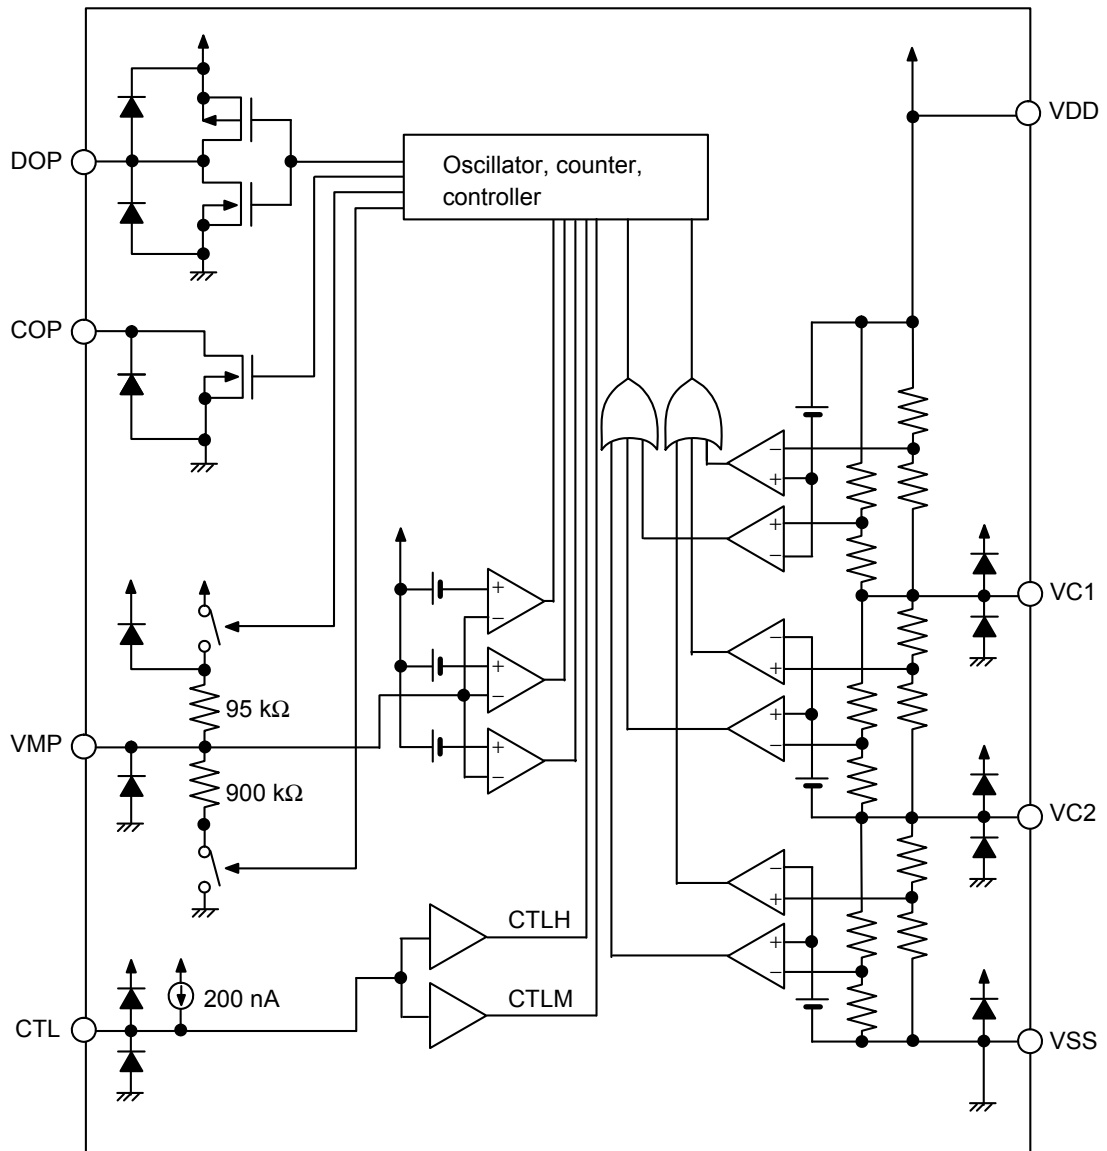 VDD
DOP
Oscillator, counter,
controller
COP
−
+
+
−
+
−
VC1
−
+
+
−
95 kΩ
+
−
VMP
+
−
900 kΩ
VC2
−
+
CTLH
+
−
200 nA
CTLM
CTL
VSS